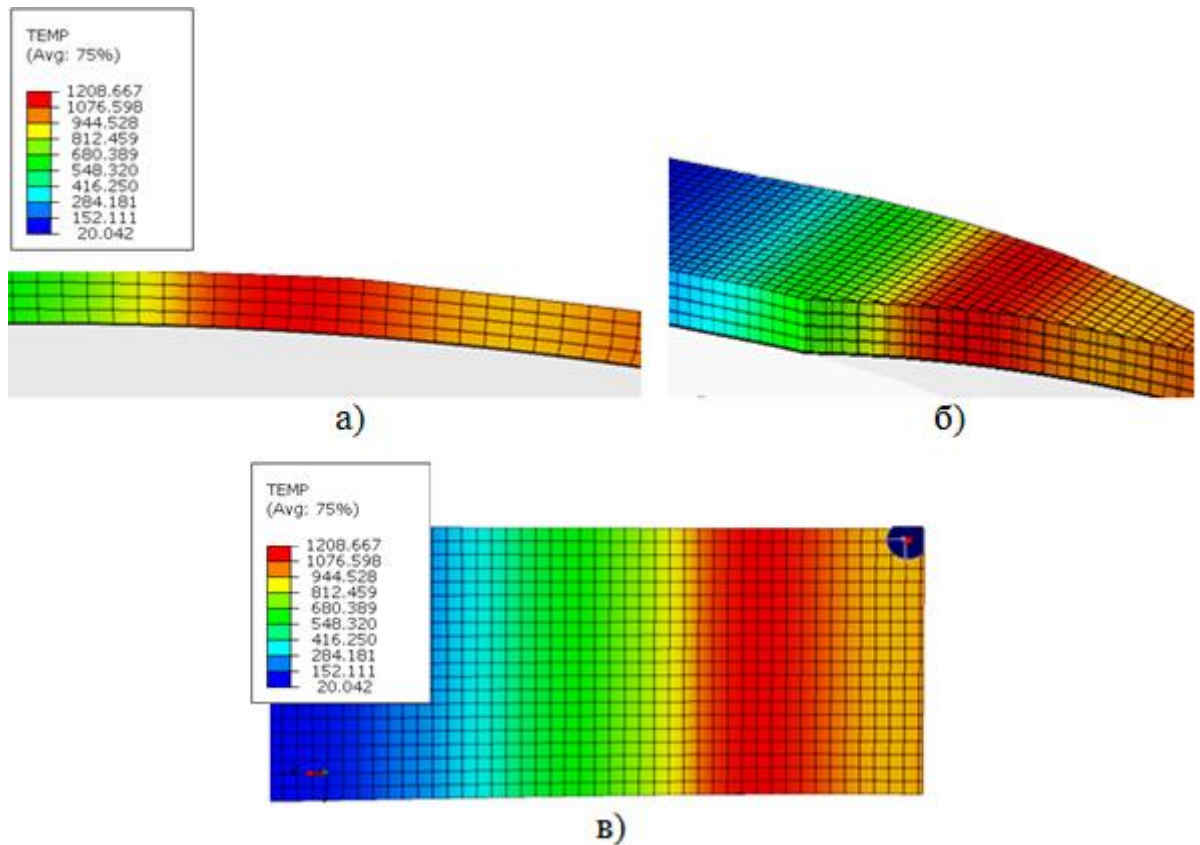 TEMP
(Avg: 75%)
1208.667
1076.598
944.528
812.459
680.389
548.320
416.250
284.181
152.111
20.042
а)
б)
TEMP
(Avg: 75%)
1208.667
1076.598
944.528
812.459
680.389
548.320
416.250
284.181
152.111
20.042
в)